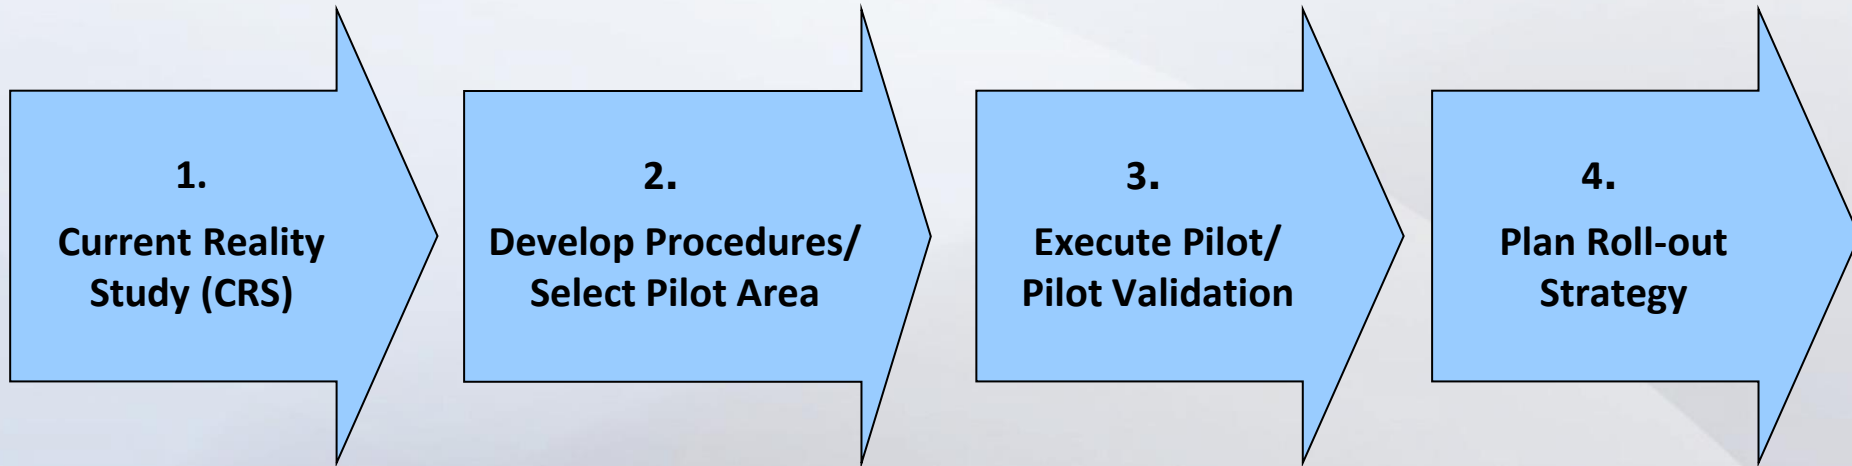 1.
Current Reality
Study (CRS)
2.
Develop Procedures/
Select Pilot Area
3.
Execute Pilot/
Pilot Validation
4.
Plan Roll-out
Strategy